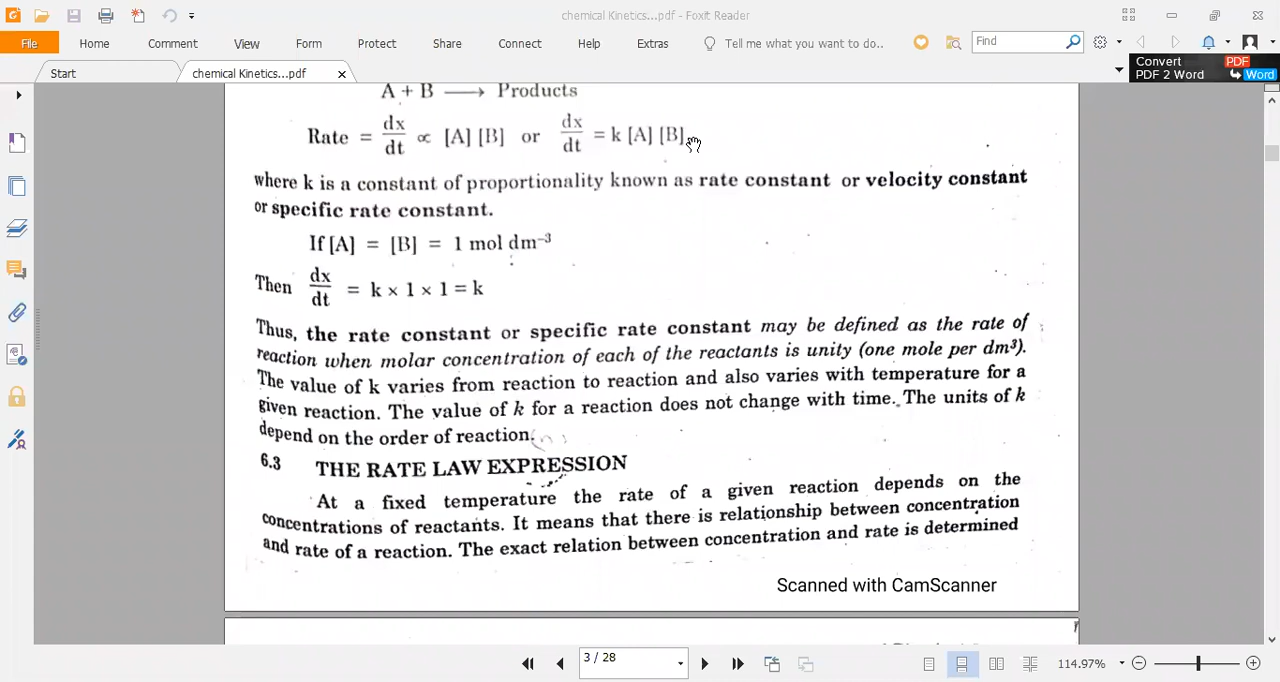 chemical Kinetics...pdf - Foxit Reader
File Home Comment View Form Protect Share Connect Help Extras Tell me what you want to do.. Find
Start chemical Kinetics...pdf
Convert PDF
PDF 2 Word Word
A + B ⟶ Products
Rate = dx/dt ∝ [A] [B] or dx/dt = k [A] [B]
where k is a constant of proportionality known as rate constant or velocity constant
or specific rate constant.
If [A] = [B] = 1 mol dm⁻³
Then dx/dt = k × 1 × 1 = k
Thus, the rate constant or specific rate constant may be defined as the rate of
reaction when molar concentration of each of the reactants is unity (one mole per dm³).
The value of k varies from reaction to reaction and also varies with temperature for a
given reaction. The value of k for a reaction does not change with time. The units of k
depend on the order of reaction.
6.3 THE RATE LAW EXPRESSION
At a fixed temperature the rate of a given reaction depends on the
concentrations of reactants. It means that there is relationship between concentration
and rate of a reaction. The exact relation between concentration and rate is determined
Scanned with CamScanner
3 / 28
114.97%